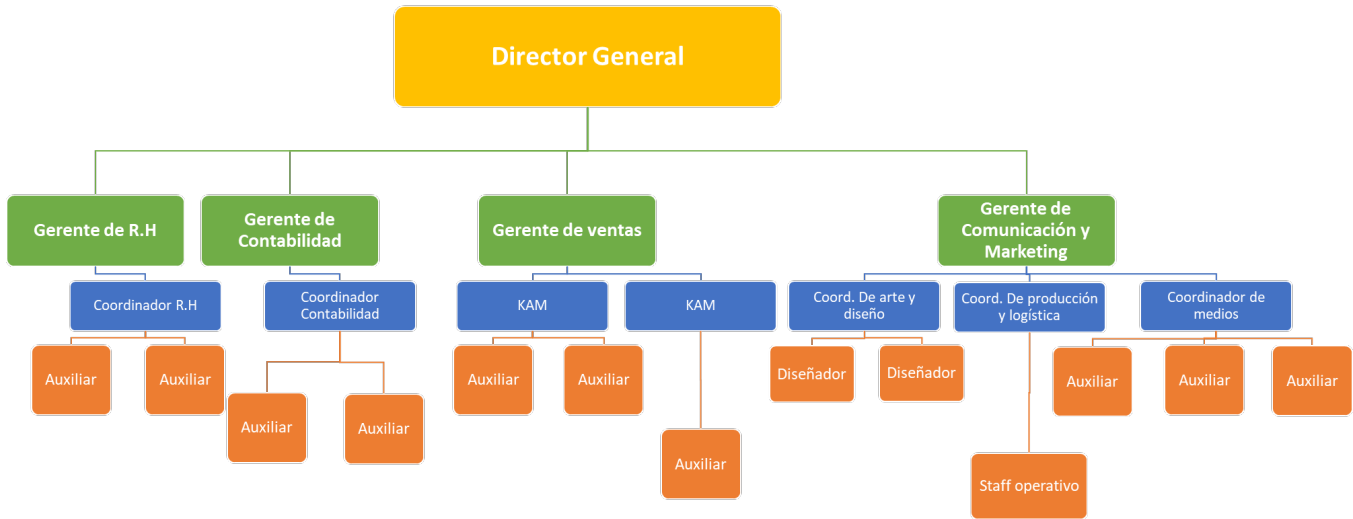 Director General
Gerente de R.H
Gerente de
Contabilidad
Gerente de ventas
Gerente de
Comunicación y
Marketing
Coordinador R.H
Coordinador
Contabilidad
KAM
KAM
Coord. De arte y
diseño
Coord. De producción
y logística
Coordinador de
medios
Auxiliar
Auxiliar
Auxiliar
Auxiliar
Auxiliar
Auxiliar
Auxiliar
Diseñador
Diseñador
Staff operativo
Auxiliar
Auxiliar
Auxiliar